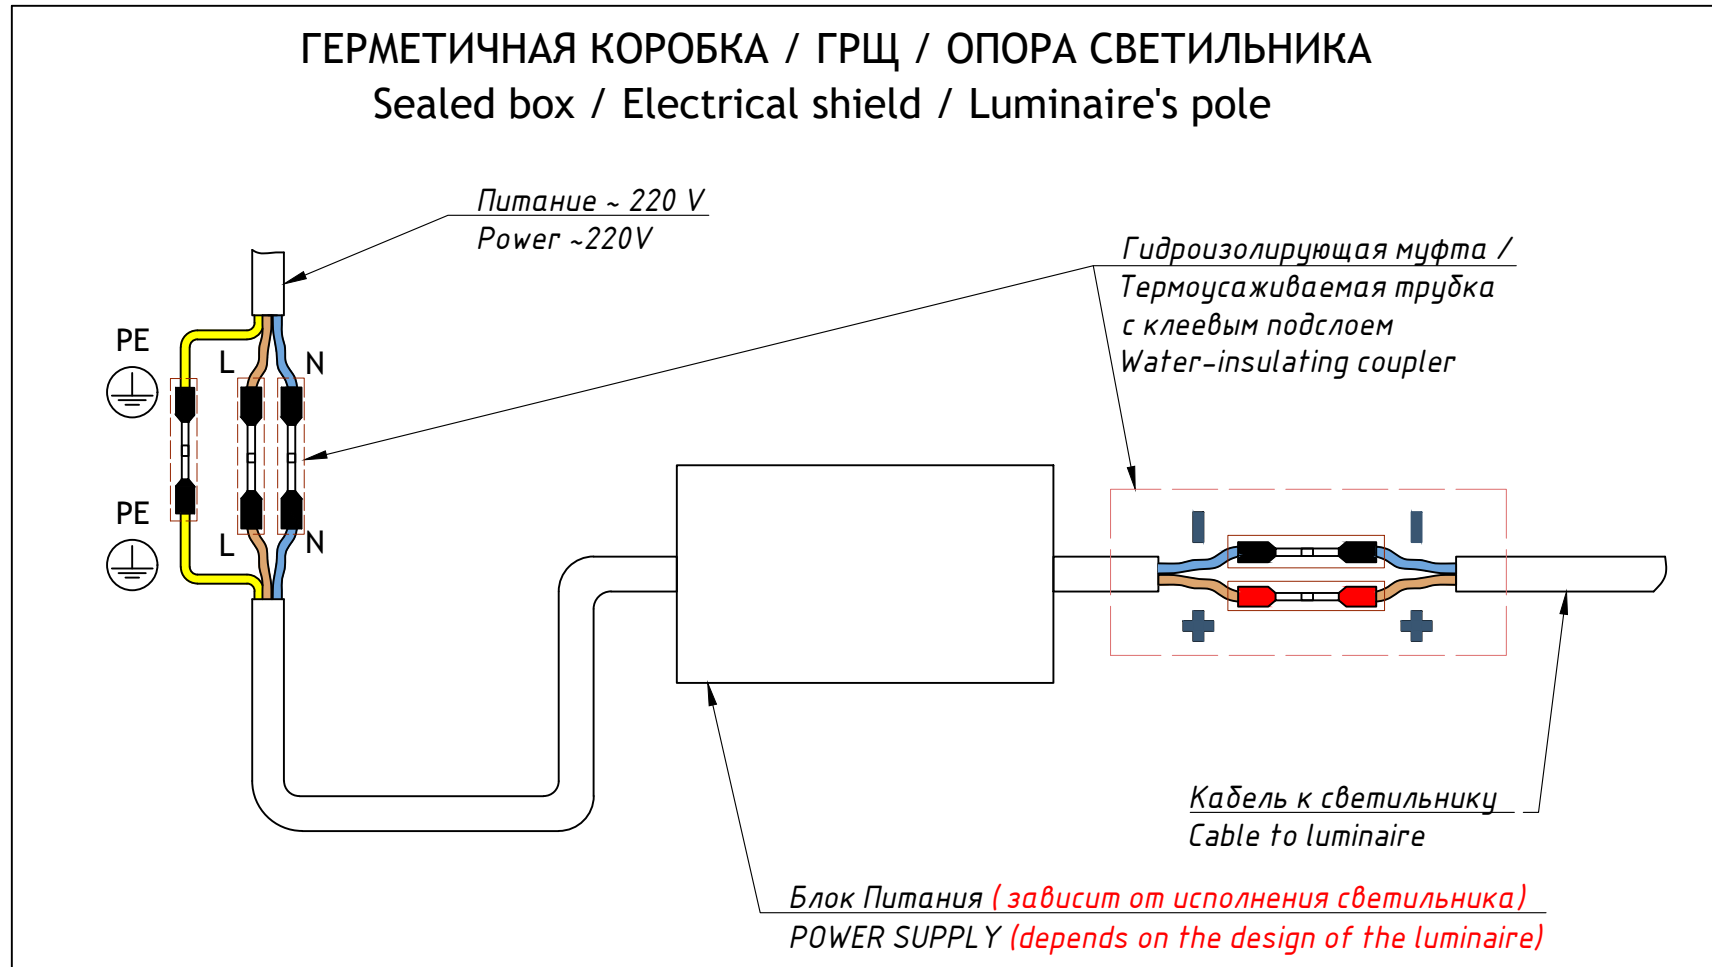 ГЕРМЕТИЧНАЯ КОРОБКА / ГРЩ / ОПОРА СВЕТИЛЬНИКА
Sealed box / Electrical shield / Luminaire's pole
Питание ~ 220 V
Power ~220V
Гидроизолирующая муфта /
Термоусаживаемая трубка
с клеевым подслоем
Water-insulating coupler
PE
L
N
PE
L
N
Кабель к светильнику
Cable to luminaire
Блок Питания ( зависит от исполнения светильника)
POWER SUPPLY (depends on the design of the luminaire)